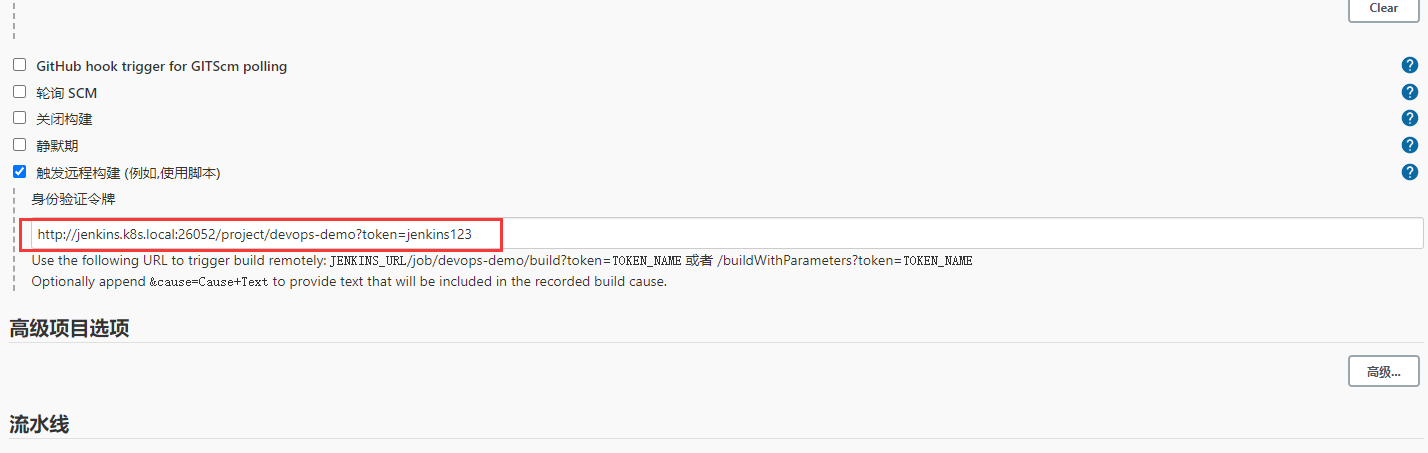 Clear
GitHub hook trigger for GITScm polling
轮询 SCM
关闭构建
静默期
触发远程构建 (例如,使用脚本)
身份验证令牌
http://jenkins.k8s.local:26052/project/devops-demo?token=jenkins123
Use the following URL to trigger build remotely: JENKINS_URL/job/devops-demo/build?token=TOKEN_NAME 或者 /buildWithParameters?token=TOKEN_NAME
Optionally append &cause=Cause+Text to provide text that will be included in the recorded build cause.
高级项目选项
高级...
流水线